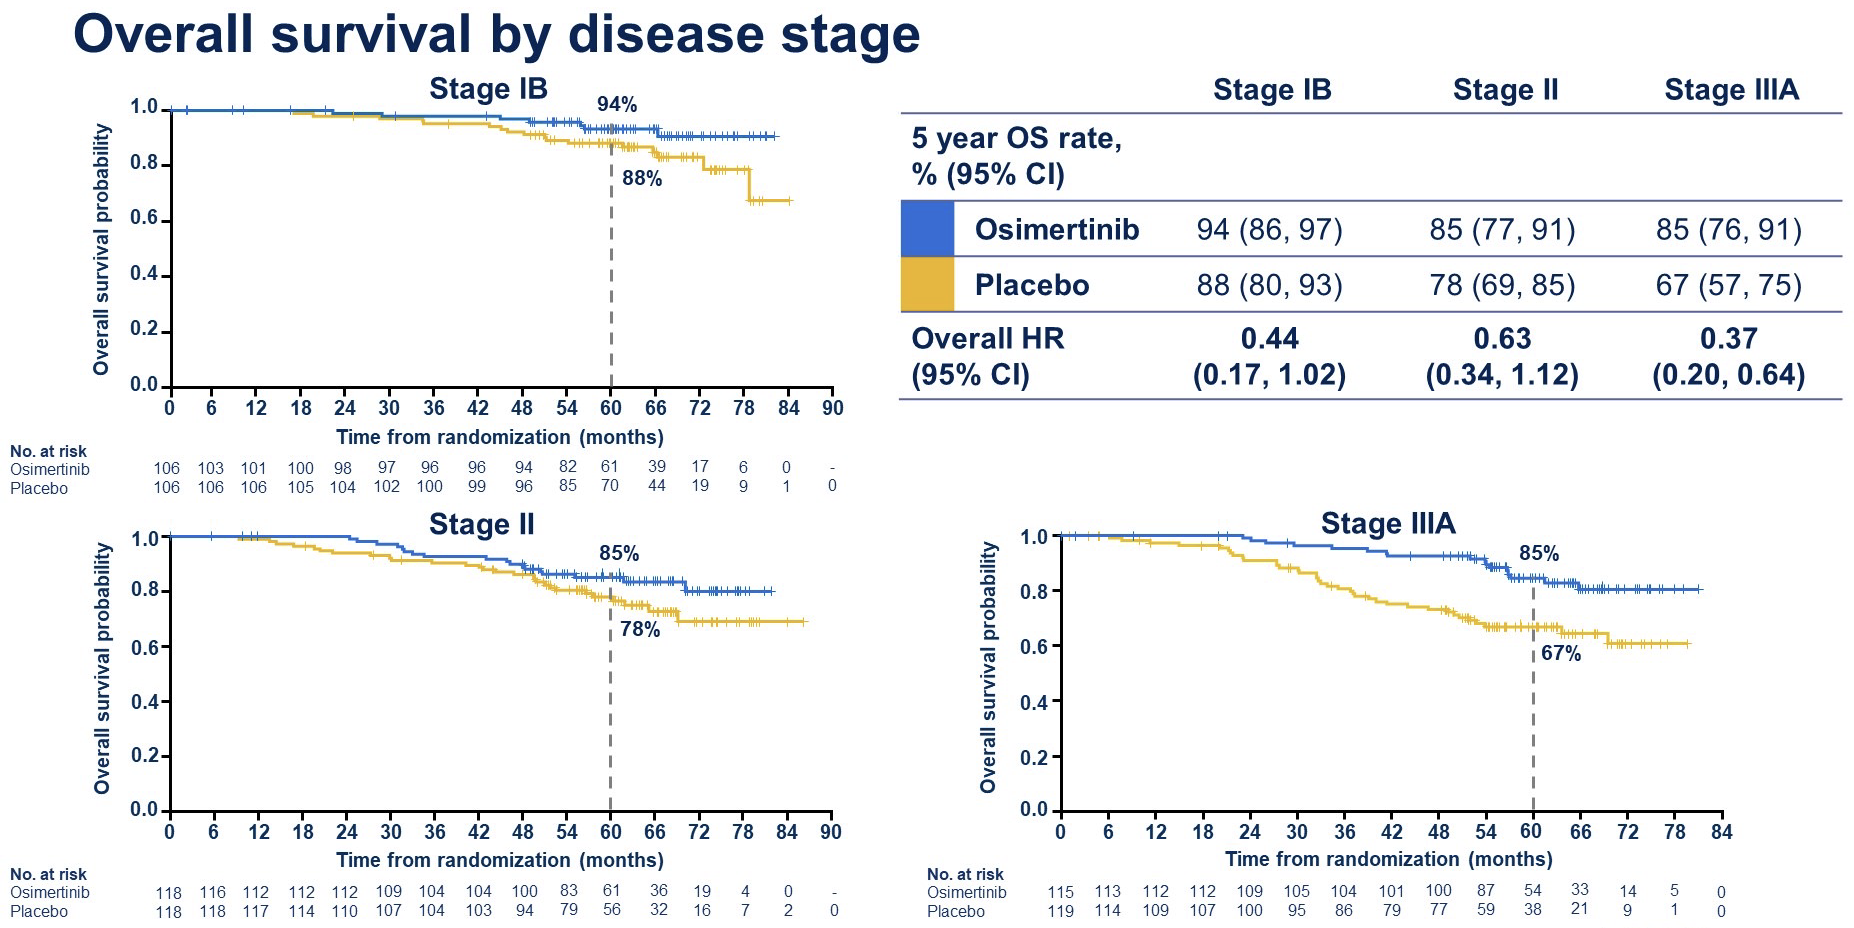 Overall survival by disease stage
Stage IB
Overall survival probability
1.0
0.8
0.6
0.4
0.2
0.0
94%
88%
0 6 12 18 24 30 36 42 48 54 60 66 72 78 84 90
Time from randomization (months)
No. at risk
Osimertinib 106 103 101 100 98 97 96 96 94 82 61 39 17 6 0 -
Placebo 106 106 106 105 104 102 100 99 96 85 70 44 19 9 1 0
Stage IB Stage II Stage IIIA
5 year OS rate,
% (95% CI)
Osimertinib 94 (86, 97) 85 (77, 91) 85 (76, 91)
Placebo 88 (80, 93) 78 (69, 85) 67 (57, 75)
Overall HR 0.44 0.63 0.37
(95% CI) (0.17, 1.02) (0.34, 1.12) (0.20, 0.64)
Stage II
Overall survival probability
1.0
0.8
0.6
0.4
0.2
0.0
85%
78%
0 6 12 18 24 30 36 42 48 54 60 66 72 78 84 90
Time from randomization (months)
No. at risk
Osimertinib 118 116 112 112 112 109 104 104 100 83 61 36 19 4 0 -
Placebo 118 118 117 114 110 107 104 103 94 79 56 32 16 7 2 0
Stage IIIA
Overall survival probability
1.0
0.8
0.6
0.4
0.2
0.0
85%
67%
0 6 12 18 24 30 36 42 48 54 60 66 72 78 84
Time from randomization (months)
No. at risk
Osimertinib 115 113 112 112 109 105 104 101 100 87 54 33 14 5 0
Placebo 119 114 109 107 100 95 86 79 77 59 38 21 9 1 0